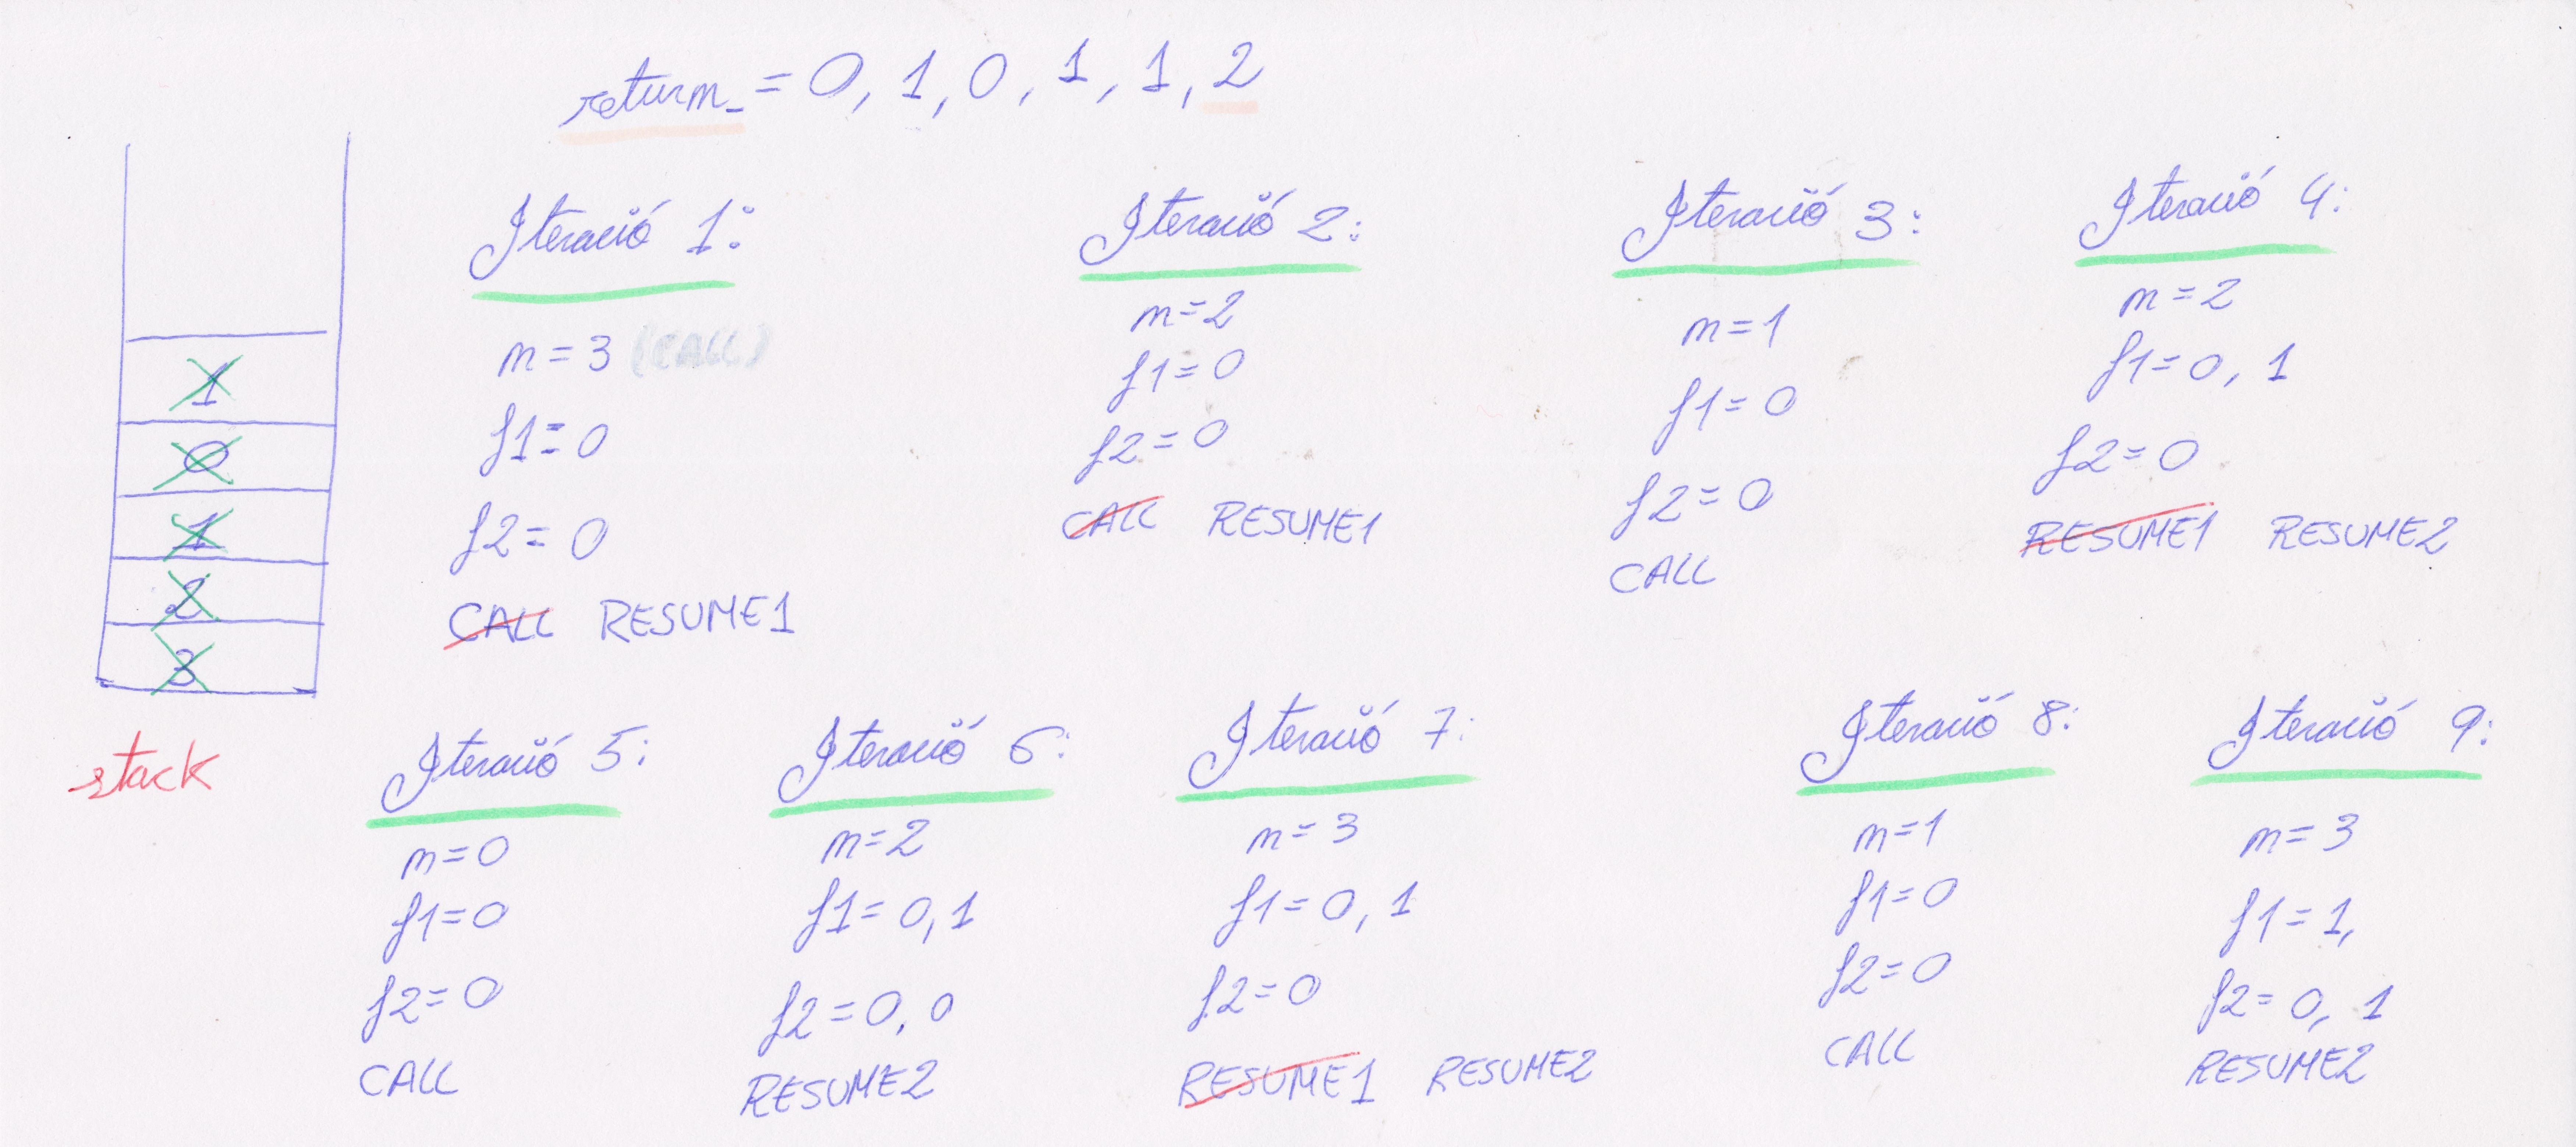 return_ = 0, 1, 0, 1, 1, 2
1
0
1
2
3
stack
Iteració 1:
n = 3 (CALL)
f1 = 0
f2 = 0
CALL RESUME1
Iteració 2:
n = 2
f1 = 0
f2 = 0
CALL RESUME1
Iteració 3:
n = 1
f1 = 0
f2 = 0
CALL
Iteració 4:
n = 2
f1 = 0, 1
f2 = 0
RESUME1 RESUME2
Iteració 5:
n = 0
f1 = 0
f2 = 0
CALL
Iteració 6:
n = 2
f1 = 0, 1
f2 = 0, 0
RESUME2
Iteració 7:
n = 3
f1 = 0, 1
f2 = 0
RESUME1 RESUME2
Iteració 8:
n = 1
f1 = 0
f2 = 0
CALL
Iteració 9:
n = 3
f1 = 1,
f2 = 0, 1
RESUME2